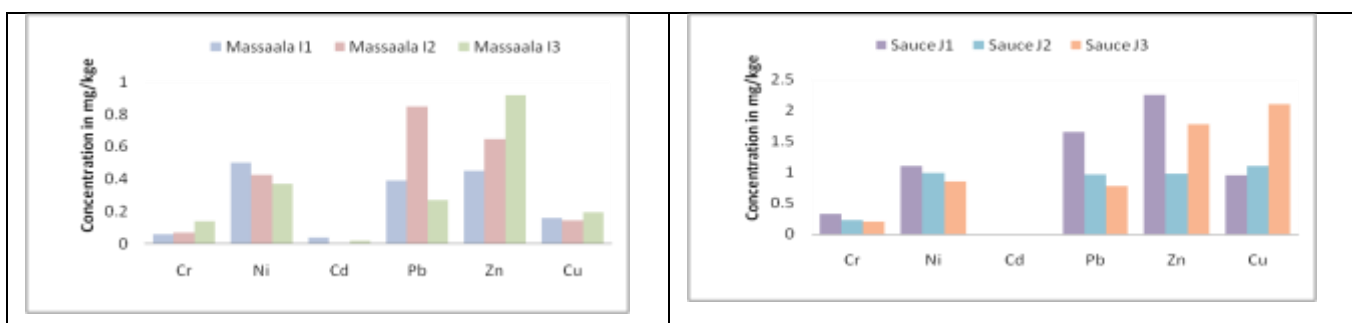 Massaala I1 Massaala I2 Massaala I3
Concentration in mg/kge
1
0.8
0.6
0.4
0.2
0
Cr Ni Cd Pb Zn Cu
Sauce J1 Sauce J2 Sauce J3
Concentration in mg/kge
2.5
2
1.5
1
0.5
0
Cr Ni Cd Pb Zn Cu